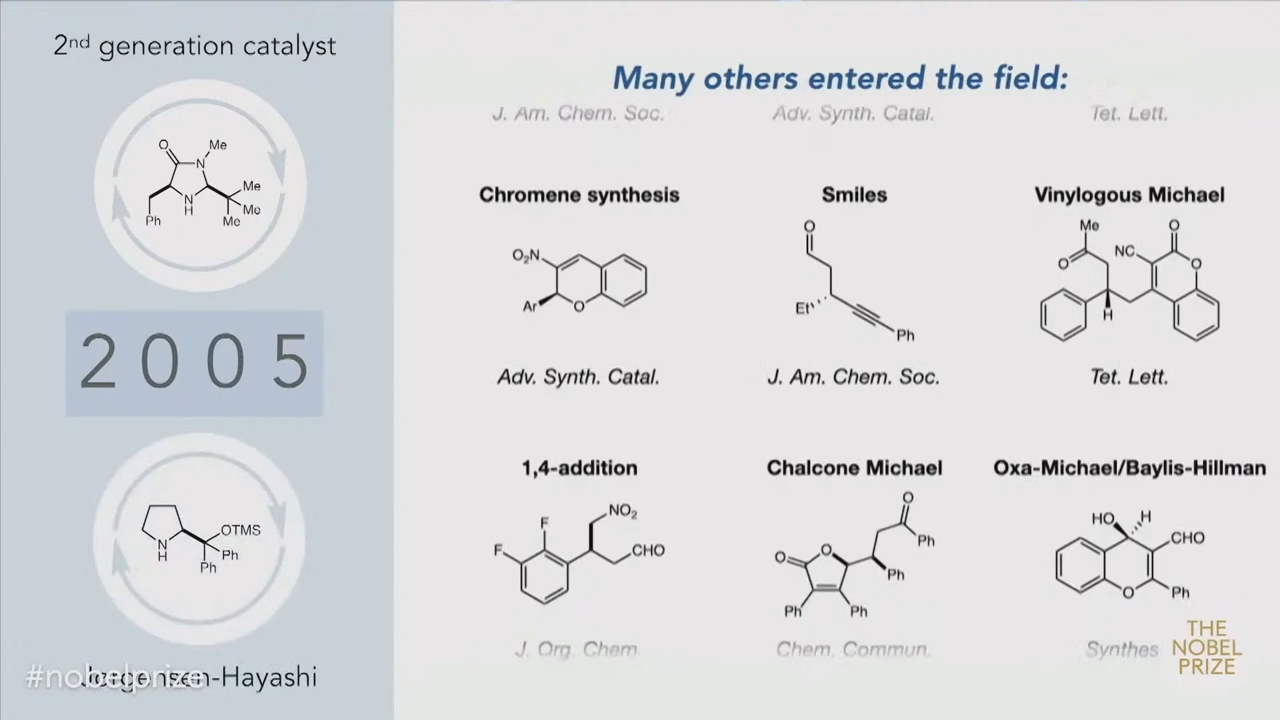 2nd generation catalyst
O
Me
N
N
H
Me
Me
Me
Ph
2005
N
H
OTMS
Ph
Ph
#nobelprize
Jørgensen-Hayashi
Many others entered the field:
J. Am. Chem. Soc.
Adv. Synth. Catal.
Tet. Lett.
Chromene synthesis
Smiles
Vinylogous Michael
O2N
Ar
O
O
Et
Ph
Me
O
NC
O
O
H
Adv. Synth. Catal.
J. Am. Chem. Soc.
Tet. Lett.
1,4-addition
Chalcone Michael
Oxa-Michael/Baylis-Hillman
F
F
NO2
CHO
O
O
O
Ph
Ph
Ph
Ph
HO
H
CHO
O
Ph
J. Org. Chem
Chem. Commun.
Synthes
THE
NOBEL
PRIZE